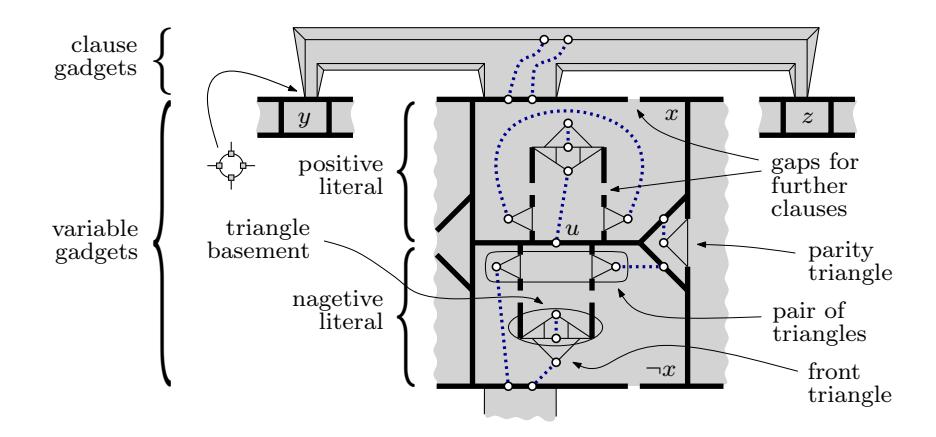 clause
gadgets
y
x
z
positive
literal
gaps for
further
clauses
variable
gadgets
triangle
basement
u
parity
triangle
nagetive
literal
pair of
triangles
¬x
front
triangle